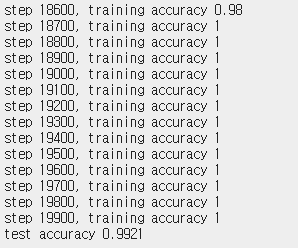 step 18600, training accuracy 0.98
step 18700, training accuracy 1
step 18800, training accuracy 1
step 18900, training accuracy 1
step 19000, training accuracy 1
step 19100, training accuracy 1
step 19200, training accuracy 1
step 19300, training accuracy 1
step 19400, training accuracy 1
step 19500, training accuracy 1
step 19600, training accuracy 1
step 19700, training accuracy 1
step 19800, training accuracy 1
step 19900, training accuracy 1
test accuracy 0.9921